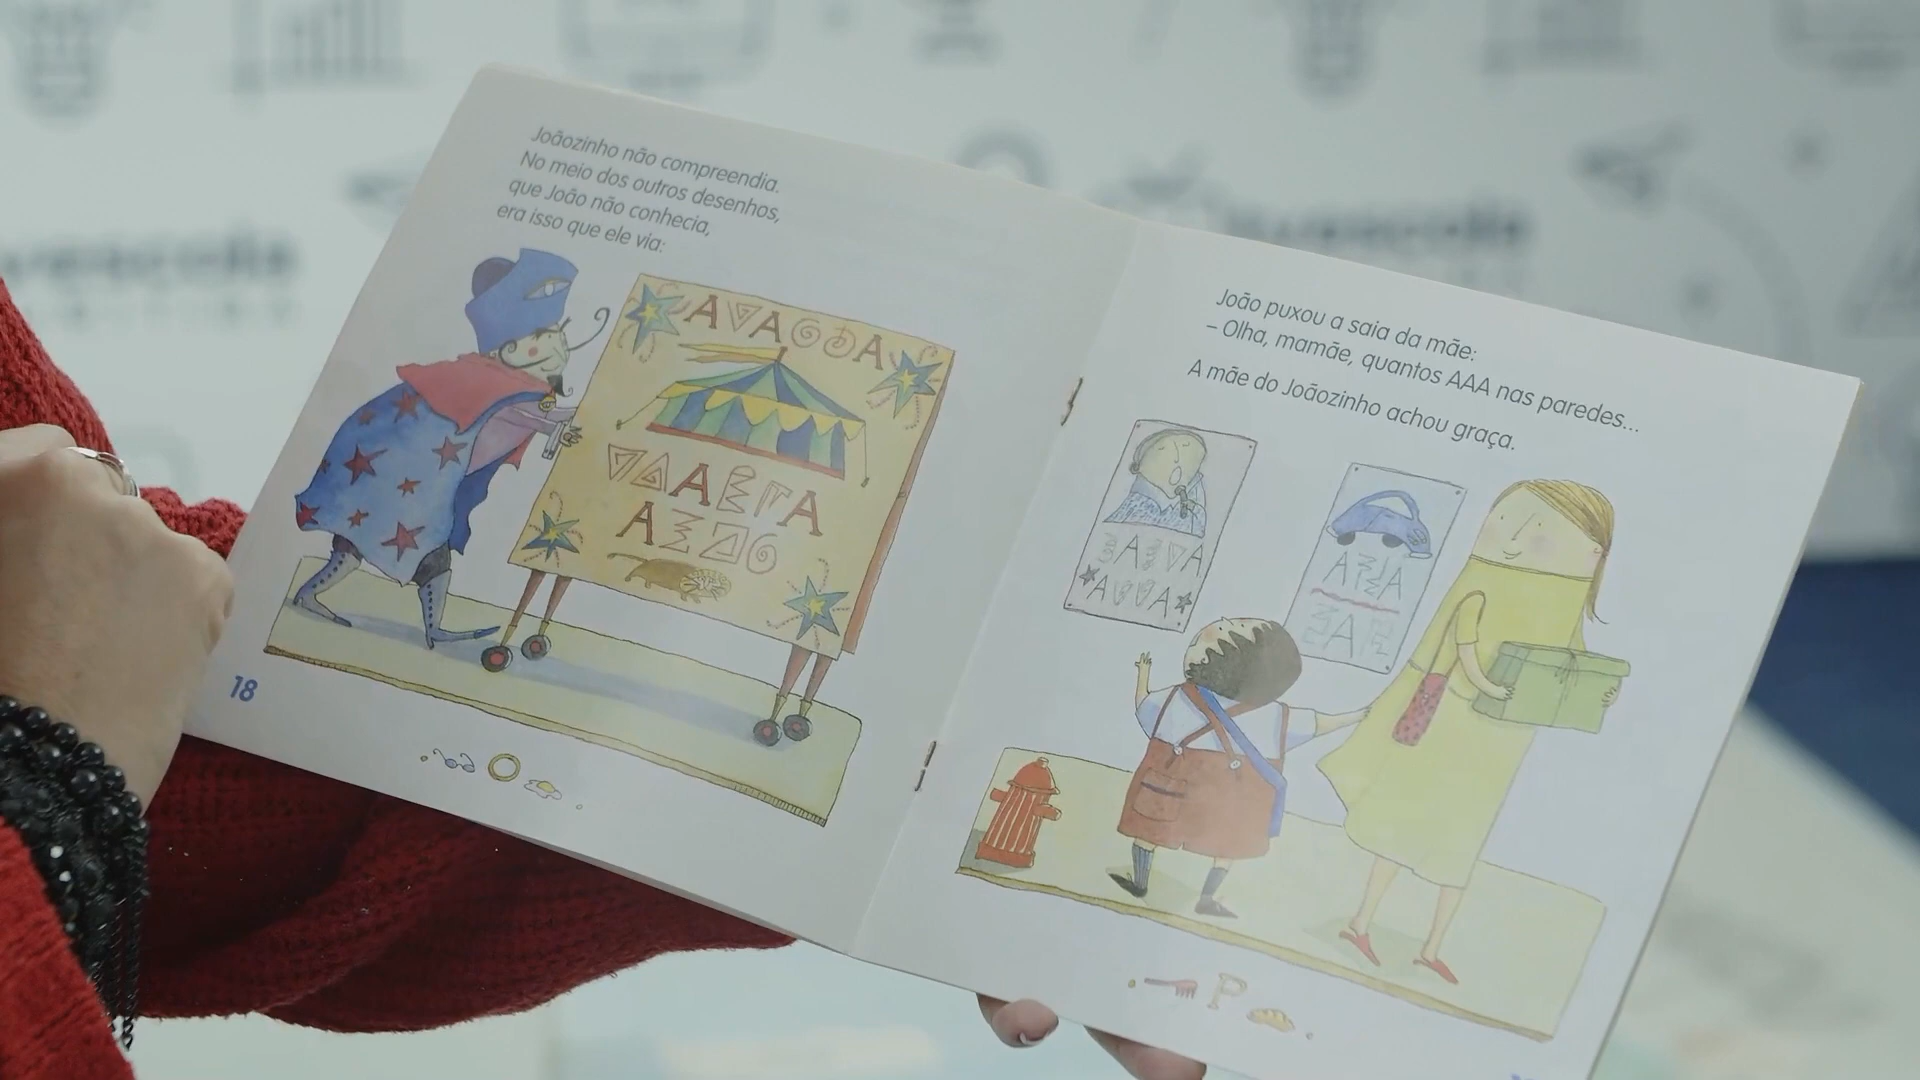 Joãozinho não compreendia.
No meio dos outros desenhos,
que João não conhecia,
era isso que ele via:
18
João puxou a saia da mãe:
– Olha, mamãe, quantos AAA nas paredes...
A mãe do Joãozinho achou graça.
P